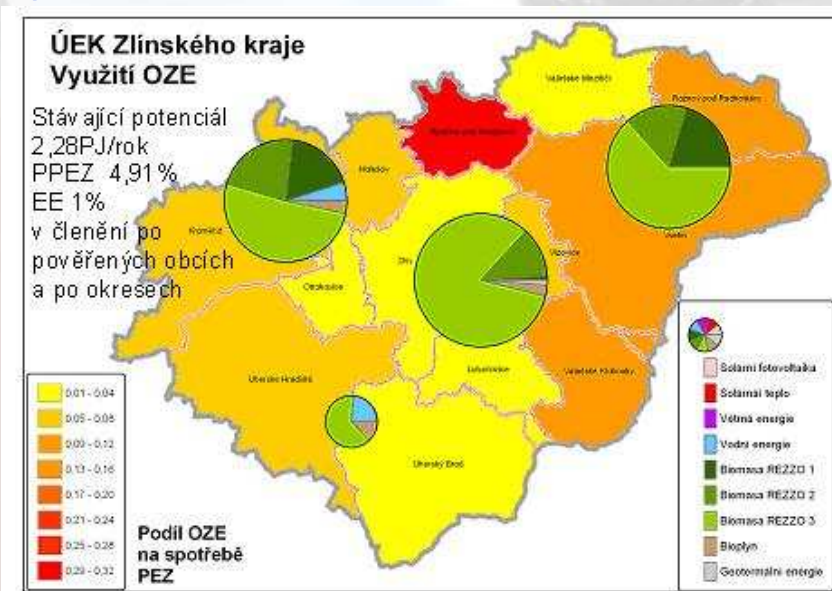 ÚEK Zlínského kraje
Využití OZE
Stávající potenciál
2,28PJ/rok
PPEZ 4,91%
EE 1%
v členění po
pověřených obcích
a po okresech
Valašské Meziříčí
Rožnov pod Radhoštěm
Holešov
Kroměříž
Vsetín
Zlín
Vizovice
Otrokovice
Luhačovice
Valašské Klobouky
Uherské Hradiště
Uherský Brod
0,01 - 0,04
0,05 - 0,08
0,09 - 0,12
0,13 - 0,16
0,17 - 0,20
0,21 - 0,24
0,25 - 0,28
0,29 - 0,32
Podíl OZE
na spotřebě
PEZ
Solární fotovoltaika
Solární teplo
Větrná energie
Vodní energie
Biomasa REZZO 1
Biomasa REZZO 2
Biomasa REZZO 3
Bioplyn
Geotermální energie